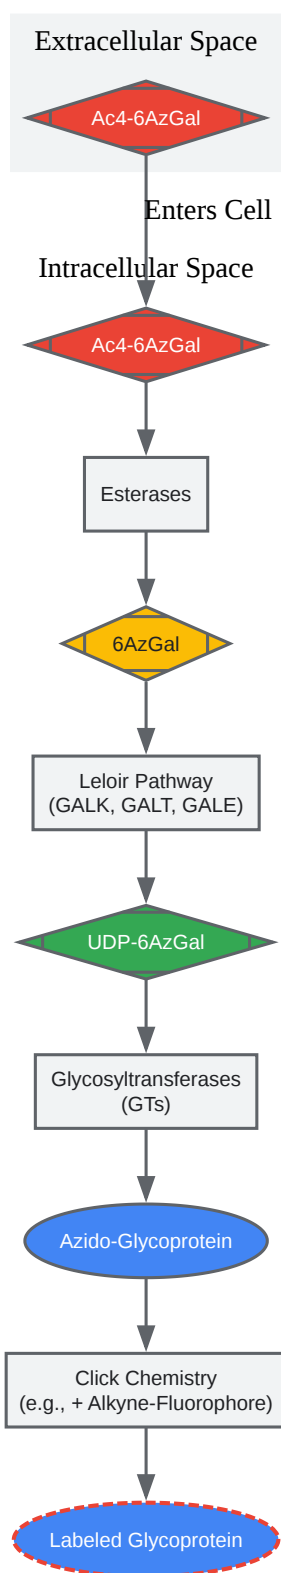 Extracellular Space
Ac4-6AzGal
Enters Cell
Intracellular Space
Ac4-6AzGal
Esterases
6AzGal
Leloir Pathway
(GALK, GALT, GALE)
UDP-6AzGal
Glycosyltransferases
(GTs)
Azido-Glycoprotein
Click Chemistry
(e.g., + Alkyne-Fluorophore)
Labeled Glycoprotein